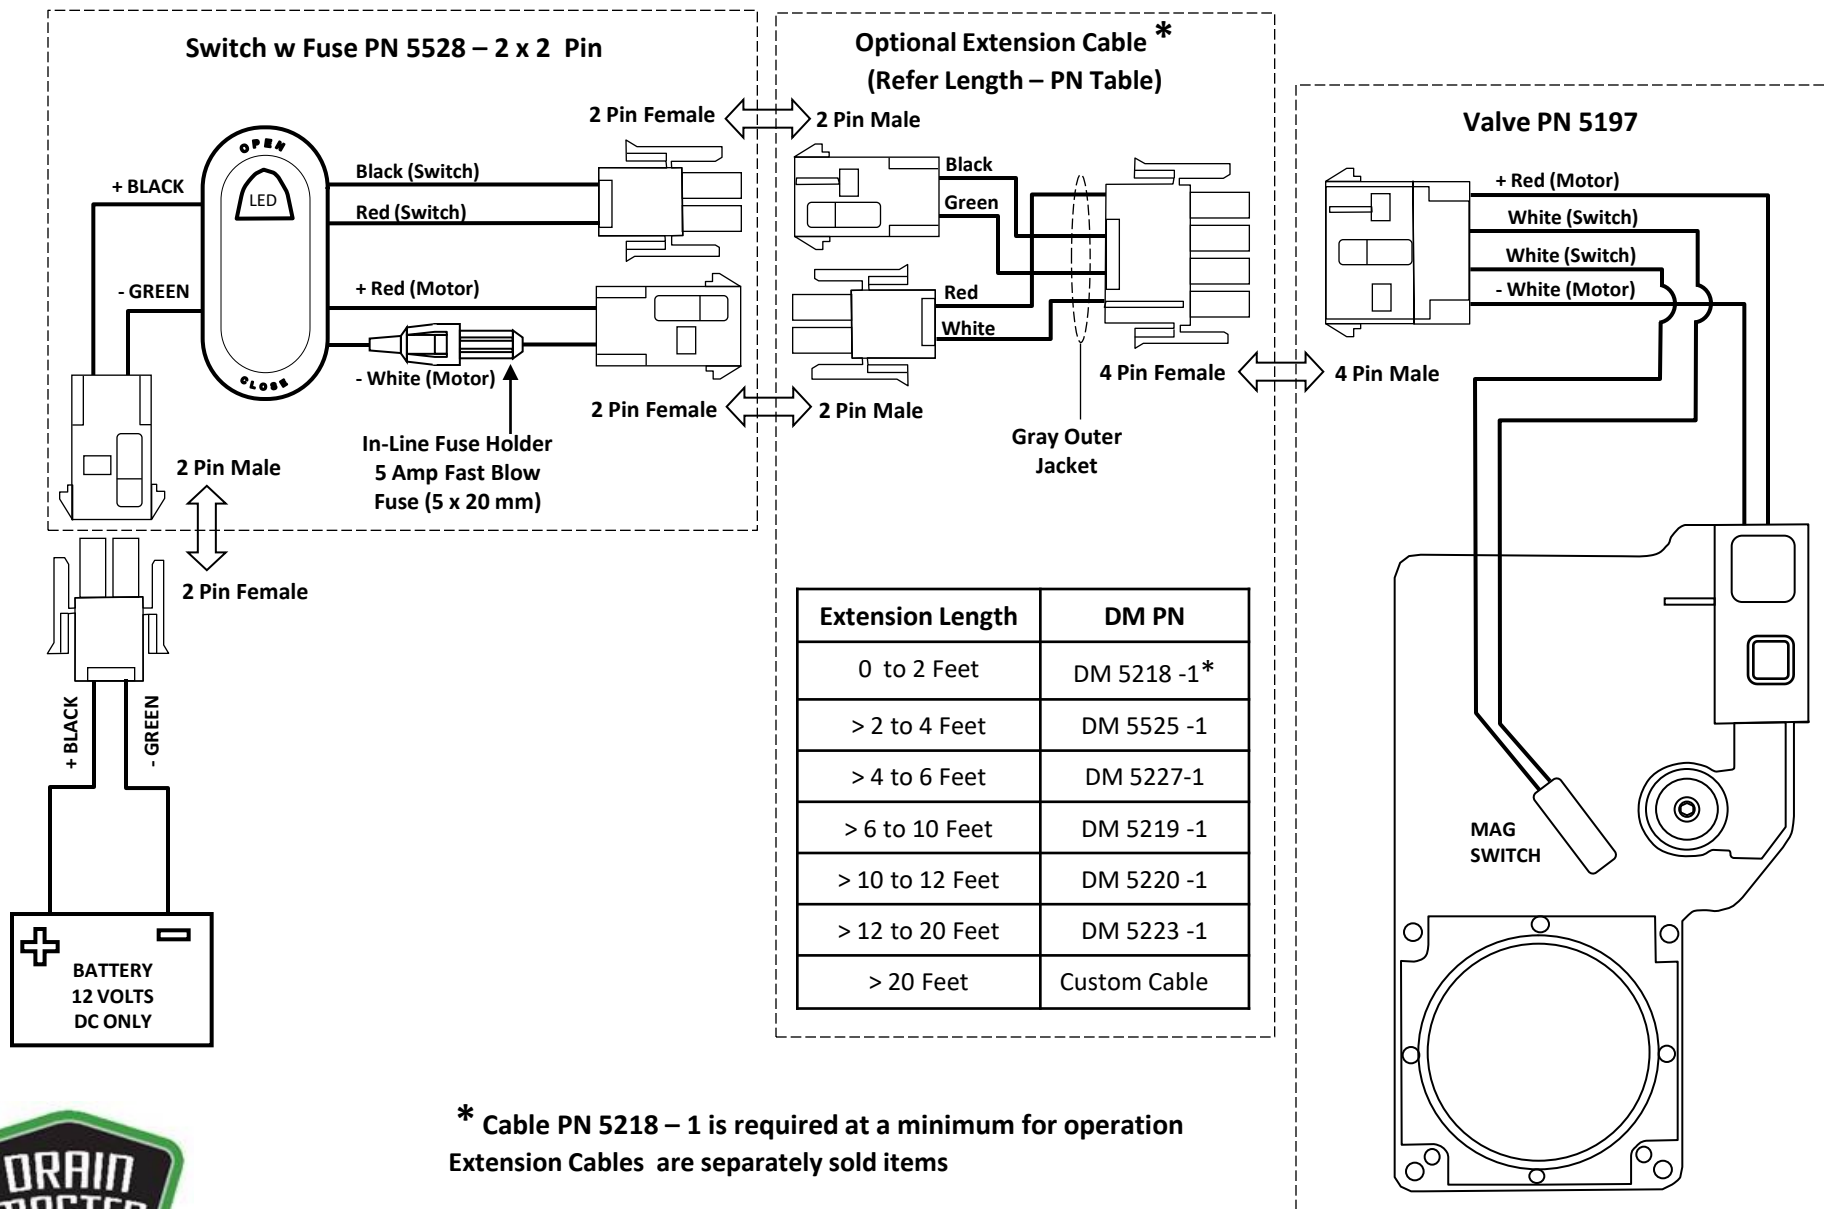 Switch w Fuse PN 5528 – 2 x 2 Pin
OPEN
LED
CLOSE
+ BLACK
- GREEN
Black (Switch)
Red (Switch)
+ Red (Motor)
- White (Motor)
In-Line Fuse Holder
5 Amp Fast Blow
Fuse (5 x 20 mm)
2 Pin Female
2 Pin Female
2 Pin Male
2 Pin Female
+ BLACK
- GREEN
BATTERY
12 VOLTS
DC ONLY
Optional Extension Cable *
(Refer Length – PN Table)
2 Pin Male
Black
Green
Red
White
2 Pin Male
4 Pin Female
Gray Outer
Jacket
Extension Length DM PN
0 to 2 Feet DM 5218 -1*
> 2 to 4 Feet DM 5525 -1
> 4 to 6 Feet DM 5227-1
> 6 to 10 Feet DM 5219 -1
> 10 to 12 Feet DM 5220 -1
> 12 to 20 Feet DM 5223 -1
> 20 Feet Custom Cable
Valve PN 5197
+ Red (Motor)
White (Switch)
White (Switch)
- White (Motor)
4 Pin Male
MAG
SWITCH
* Cable PN 5218 – 1 is required at a minimum for operation
Extension Cables are separately sold items
DRAIN